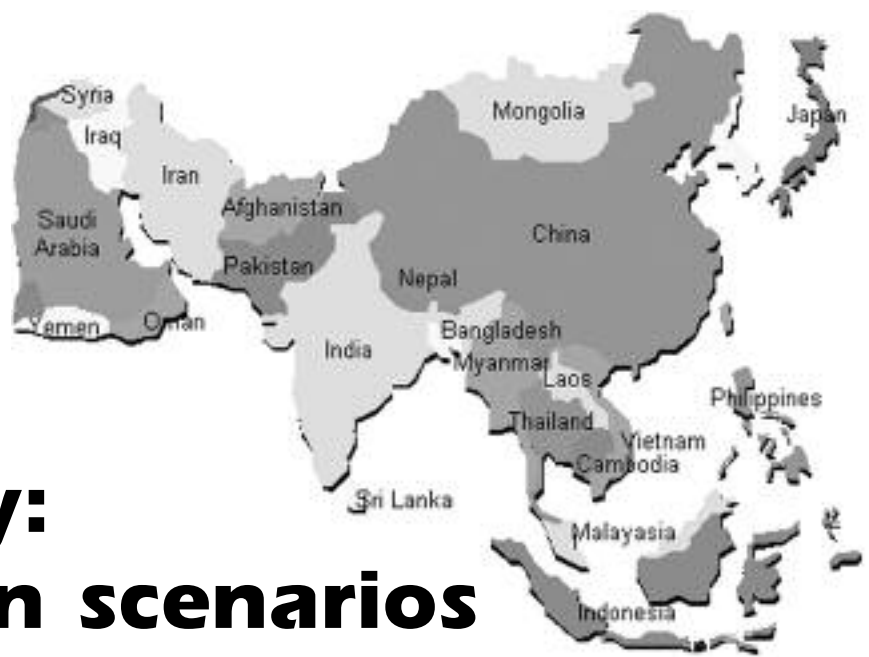 Syria
Mongolia
Japan
Iraq
Iran
Afghanistan
Saudi
Arabia
China
Pakistan
Nepal
Yemen
Oman
Bangladesh
India
Myanmar
Laos
Philippines
Thailand
Vietnam
Cambodia
Sri Lanka
y:
Malayasia
n scenarios
Indonesia